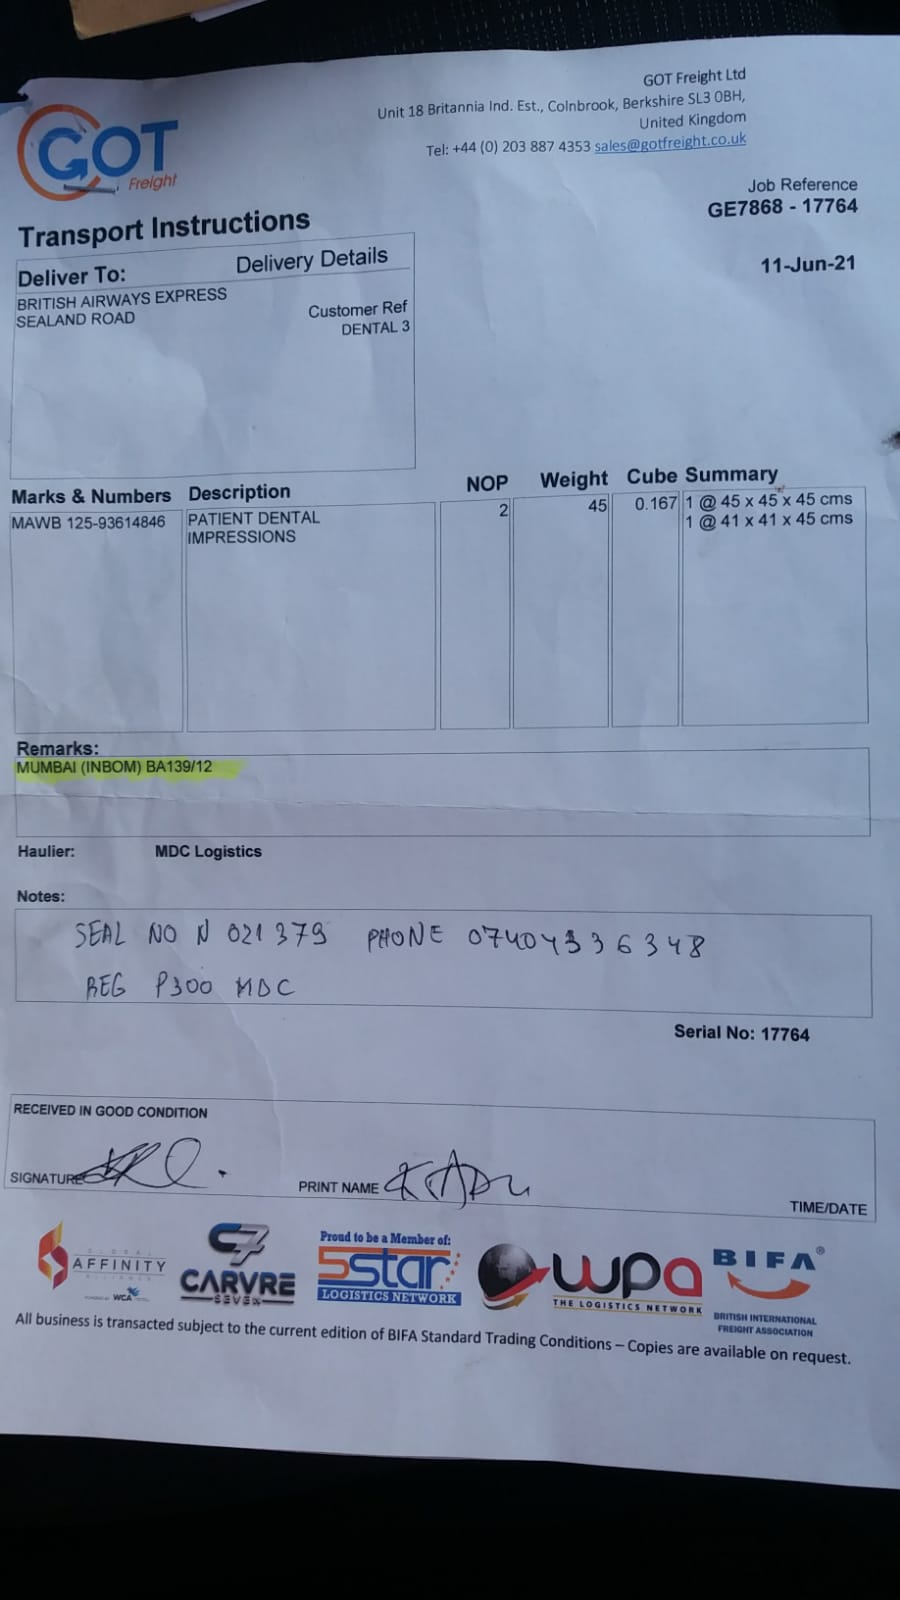 GOT
Freight
GOT Freight Ltd
Unit 18 Britannia Ind. Est., Colnbrook, Berkshire SL3 0BH,
United Kingdom
Tel: +44 (0) 203 887 4353 sales@gotfreight.co.uk
Job Reference
GE7868 - 17764
11-Jun-21
Transport Instructions
Deliver To: Delivery Details
BRITISH AIRWAYS EXPRESS
SEALAND ROAD
Customer Ref
DENTAL 3
Marks & Numbers Description NOP Weight Cube Summary
MAWB 125-93614846 PATIENT DENTAL 2 45 0.167 1 @ 45 x 45 x 45 cms
IMPRESSIONS 1 @ 41 x 41 x 45 cms
Remarks:
MUMBAI (INBOM) BA139/12
Haulier: MDC Logistics
Notes:
SEAL NO N 021379 PHONE 07404336348
REG P300 MDC
Serial No: 17764
RECEIVED IN GOOD CONDITION
SIGNATURE
PRINT NAME
TIME/DATE
GLOBAL
AFFINITY
ALLIANCE
POWERED BY WCA
C7
CARVRE
SEVEN
Proud to be a Member of:
5star
LOGISTICS NETWORK
wpa
THE LOGISTICS NETWORK
BIFA®
BRITISH INTERNATIONAL
FREIGHT ASSOCIATION
All business is transacted subject to the current edition of BIFA Standard Trading Conditions – Copies are available on request.